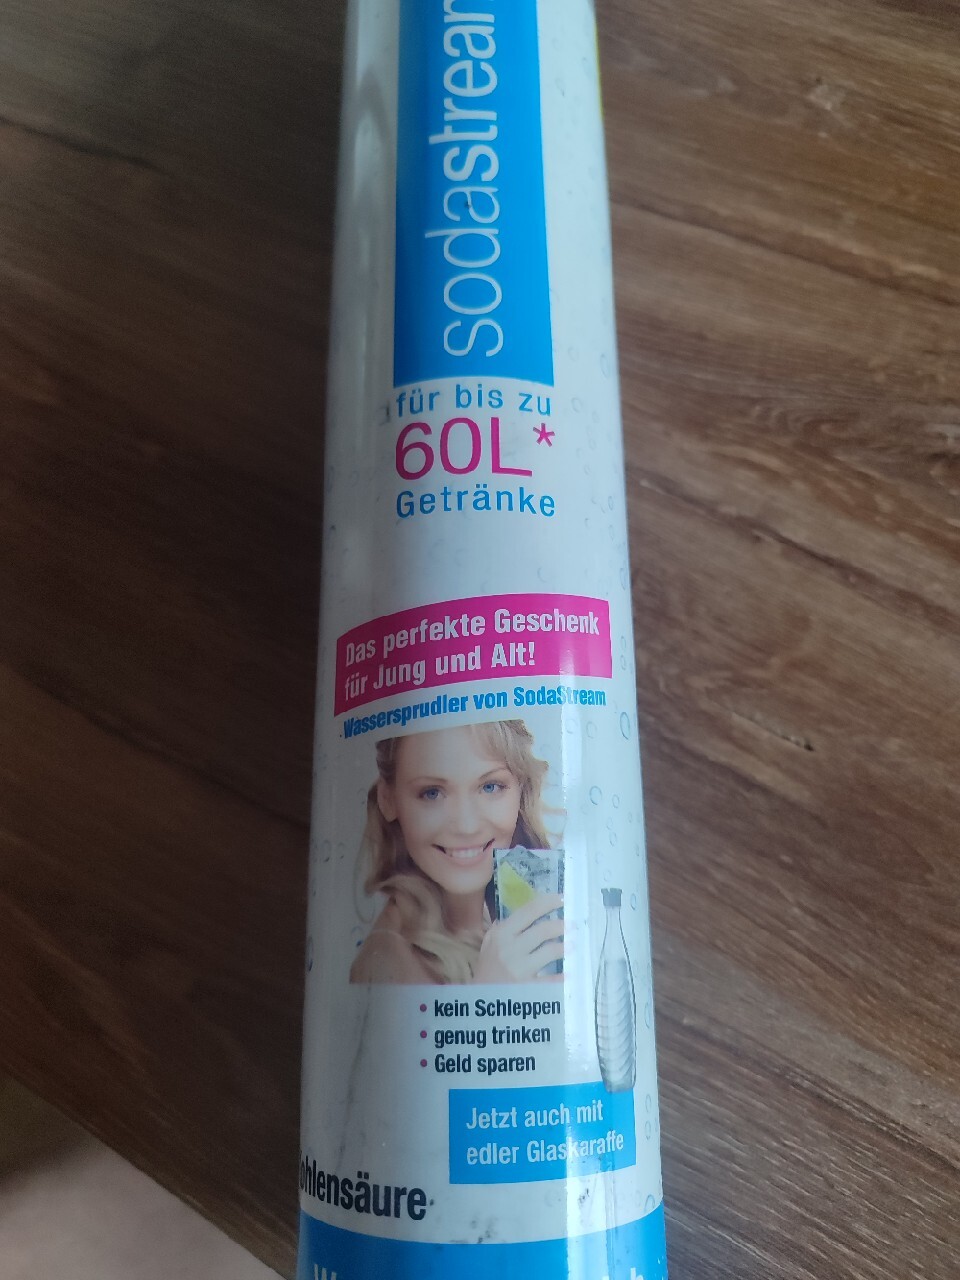 sodastream
für bis zu
60L*
Getränke
Das perfekte Geschenk
für Jung und Alt!
Wassersprudler von SodaStream
• kein Schleppen
• genug trinken
• Geld sparen
Jetzt auch mit
edler Glaskaraffe
ohlensäure